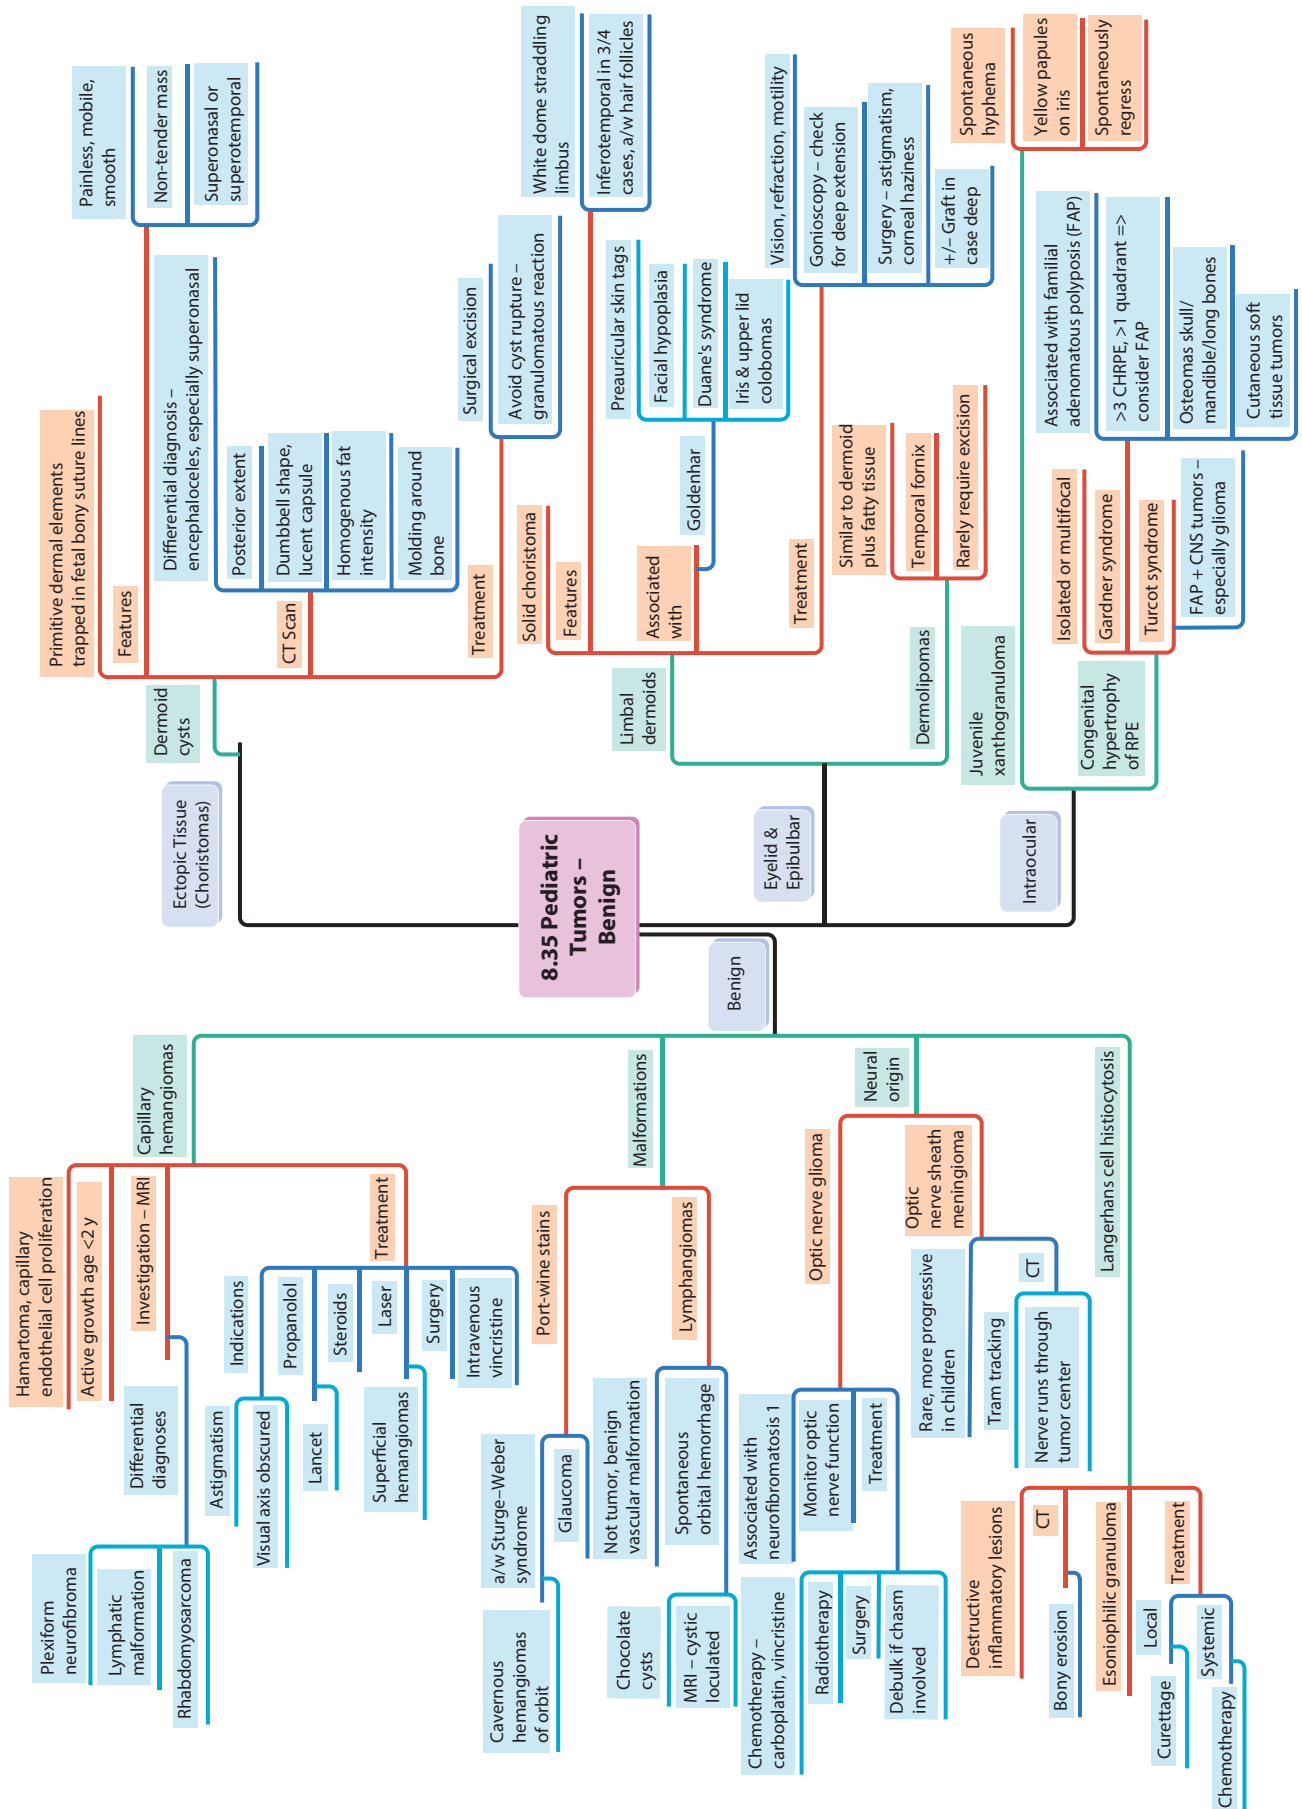 8.35 Pediatric
Tumors –
Benign
Ectopic Tissue
(Choristomas)
Dermoid
cysts
Primitive dermal elements
trapped in fetal bony suture lines
Features
Painless, mobile,
smooth
Non-tender mass
Superonasal or
superotemporal
CT Scan
Differential diagnosis –
encephaloceles, especially superonasal
Posterior extent
Dumbbell shape,
lucent capsule
Homogenous fat
intensity
Molding around
bone
Treatment
Surgical excision
Avoid cyst rupture –
granulomatous reaction
Eyelid &
Epibulbar
Limbal
dermoids
Solid choristoma
Features
White dome straddling
limbus
Inferotemporal in 3/4
cases, a/w hair follicles
Associated
with
Goldenhar
Preauricular skin tags
Facial hypoplasia
Duane's syndrome
Iris & upper lid
colobomas
Treatment
Vision, refraction, motility
Gonioscopy – check
for deep extension
Surgery – astigmatism,
corneal haziness
+/– Graft in
case deep
Dermolipomas
Similar to dermoid
plus fatty tissue
Temporal fornix
Rarely require excision
Intraocular
Juvenile
xanthogranuloma
Spontaneous
hyphema
Yellow papules
on iris
Spontaneously
regress
Congenital
hypertrophy
of RPE
Isolated or multifocal
Gardner syndrome
Associated with familial
adenomatous polyposis (FAP)
>3 CHRPE, >1 quadrant =>
consider FAP
Osteomas skull/
mandible/long bones
Cutaneous soft
tissue tumors
Turcot syndrome
FAP + CNS tumors –
especially glioma
Benign
Capillary
hemangiomas
Hamartoma, capillary
endothelial cell proliferation
Active growth age <2 y
Investigation – MRI
Differential
diagnoses
Plexiform
neurofibroma
Lymphatic
malformation
Rhabdomyosarcoma
Treatment
Indications
Astigmatism
Visual axis obscured
Propanolol
Lancet
Steroids
Laser
Superficial
hemangiomas
Surgery
Intravenous
vincristine
Malformations
Port-wine stains
a/w Sturge–Weber
syndrome
Cavernous
hemangiomas
of orbit
Glaucoma
Lymphangiomas
Not tumor, benign
vascular malformation
Spontaneous
orbital hemorrhage
Chocolate
cysts
MRI – cystic
loculated
Neural
origin
Optic nerve glioma
Associated with
neurofibromatosis 1
Monitor optic
nerve function
Treatment
Chemotherapy –
carboplatin, vincristine
Radiotherapy
Surgery
Debulk if chasm
involved
Optic
nerve sheath
meningioma
Rare, more progressive
in children
CT
Tram tracking
Nerve runs through
tumor center
Langerhans cell histiocytosis
Destructive
inflammatory lesions
CT
Bony erosion
Esoniophilic granuloma
Treatment
Local
Curettage
Systemic
Chemotherapy